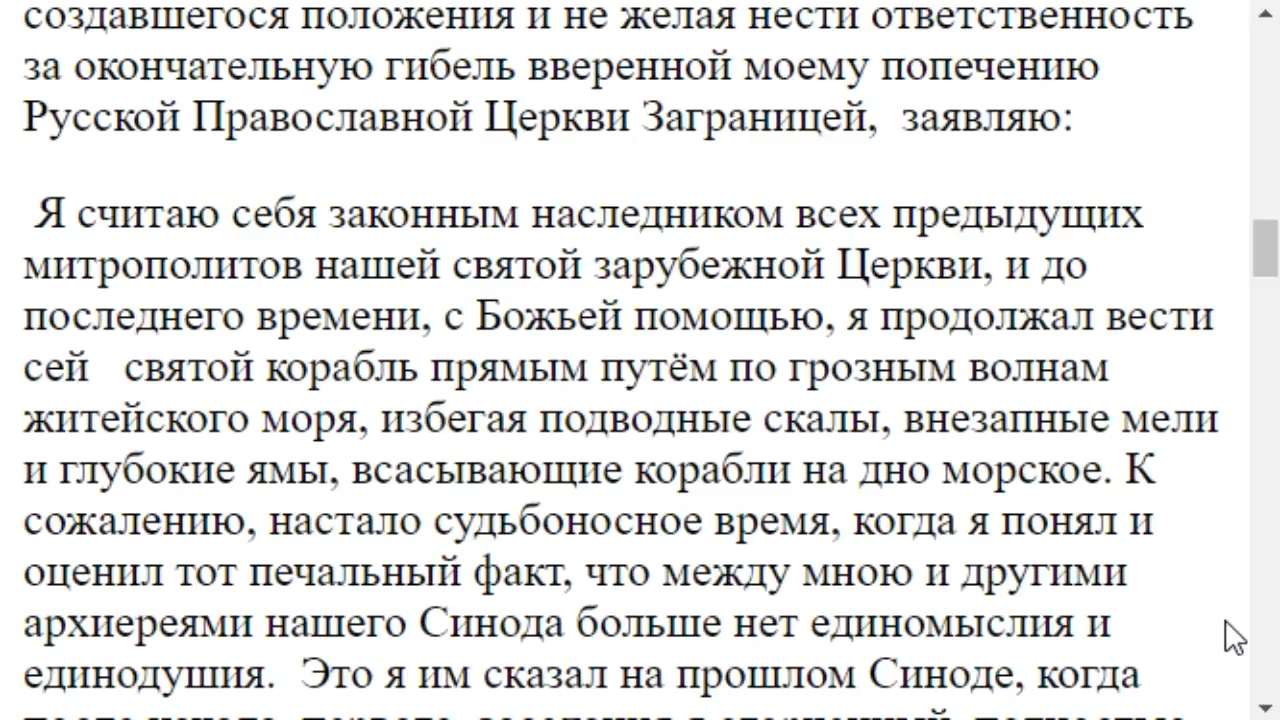 создавшегося положения и не желая нести ответственность
за окончательную гибель вверенной моему попечению
Русской Православной Церкви Заграницей,  заявляю:
Я считаю себя законным наследником всех предыдущих
митрополитов нашей святой зарубежной Церкви, и до
последнего времени, с Божьей помощью, я продолжал вести
сей   святой корабль прямым путём по грозным волнам
житейского моря, избегая подводные скалы, внезапные мели
и глубокие ямы, всасывающие корабли на дно морское. К
сожалению, настало судьбоносное время, когда я понял и
оценил тот печальный факт, что между мною и другими
архиереями нашего Синода больше нет единомыслия и
единодушия.  Это я им сказал на прошлом Синоде, когда